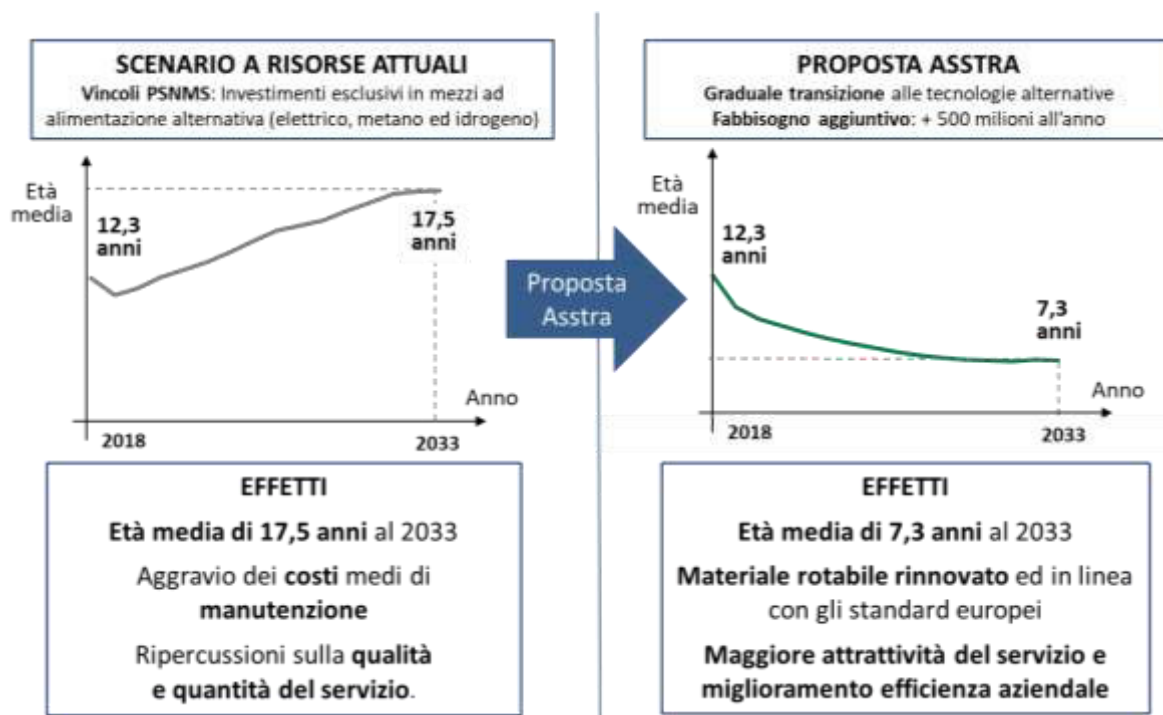 SCENARIO A RISORSE ATTUALI
Vincoli PSNMS: Investimenti esclusivi in mezzi ad
alimentazione alternativa (elettrico, metano ed idrogeno)
Età
media
12,3
anni
17,5
anni
Anno
2018
2033
EFFETTI
Età media di 17,5 anni al 2033
Aggravio dei costi medi di
manutenzione
Ripercussioni sulla qualità
e quantità del servizio.
Proposta
Asstra
PROPOSTA ASSTRA
Graduale transizione alle tecnologie alternative
Fabbisogno aggiuntivo: + 500 milioni all'anno
Età
media
12,3
anni
7,3
anni
Anno
2018
2033
EFFETTI
Età media di 7,3 anni al 2033
Materiale rotabile rinnovato ed in linea
con gli standard europei
Maggiore attrattività del servizio e
miglioramento efficienza aziendale